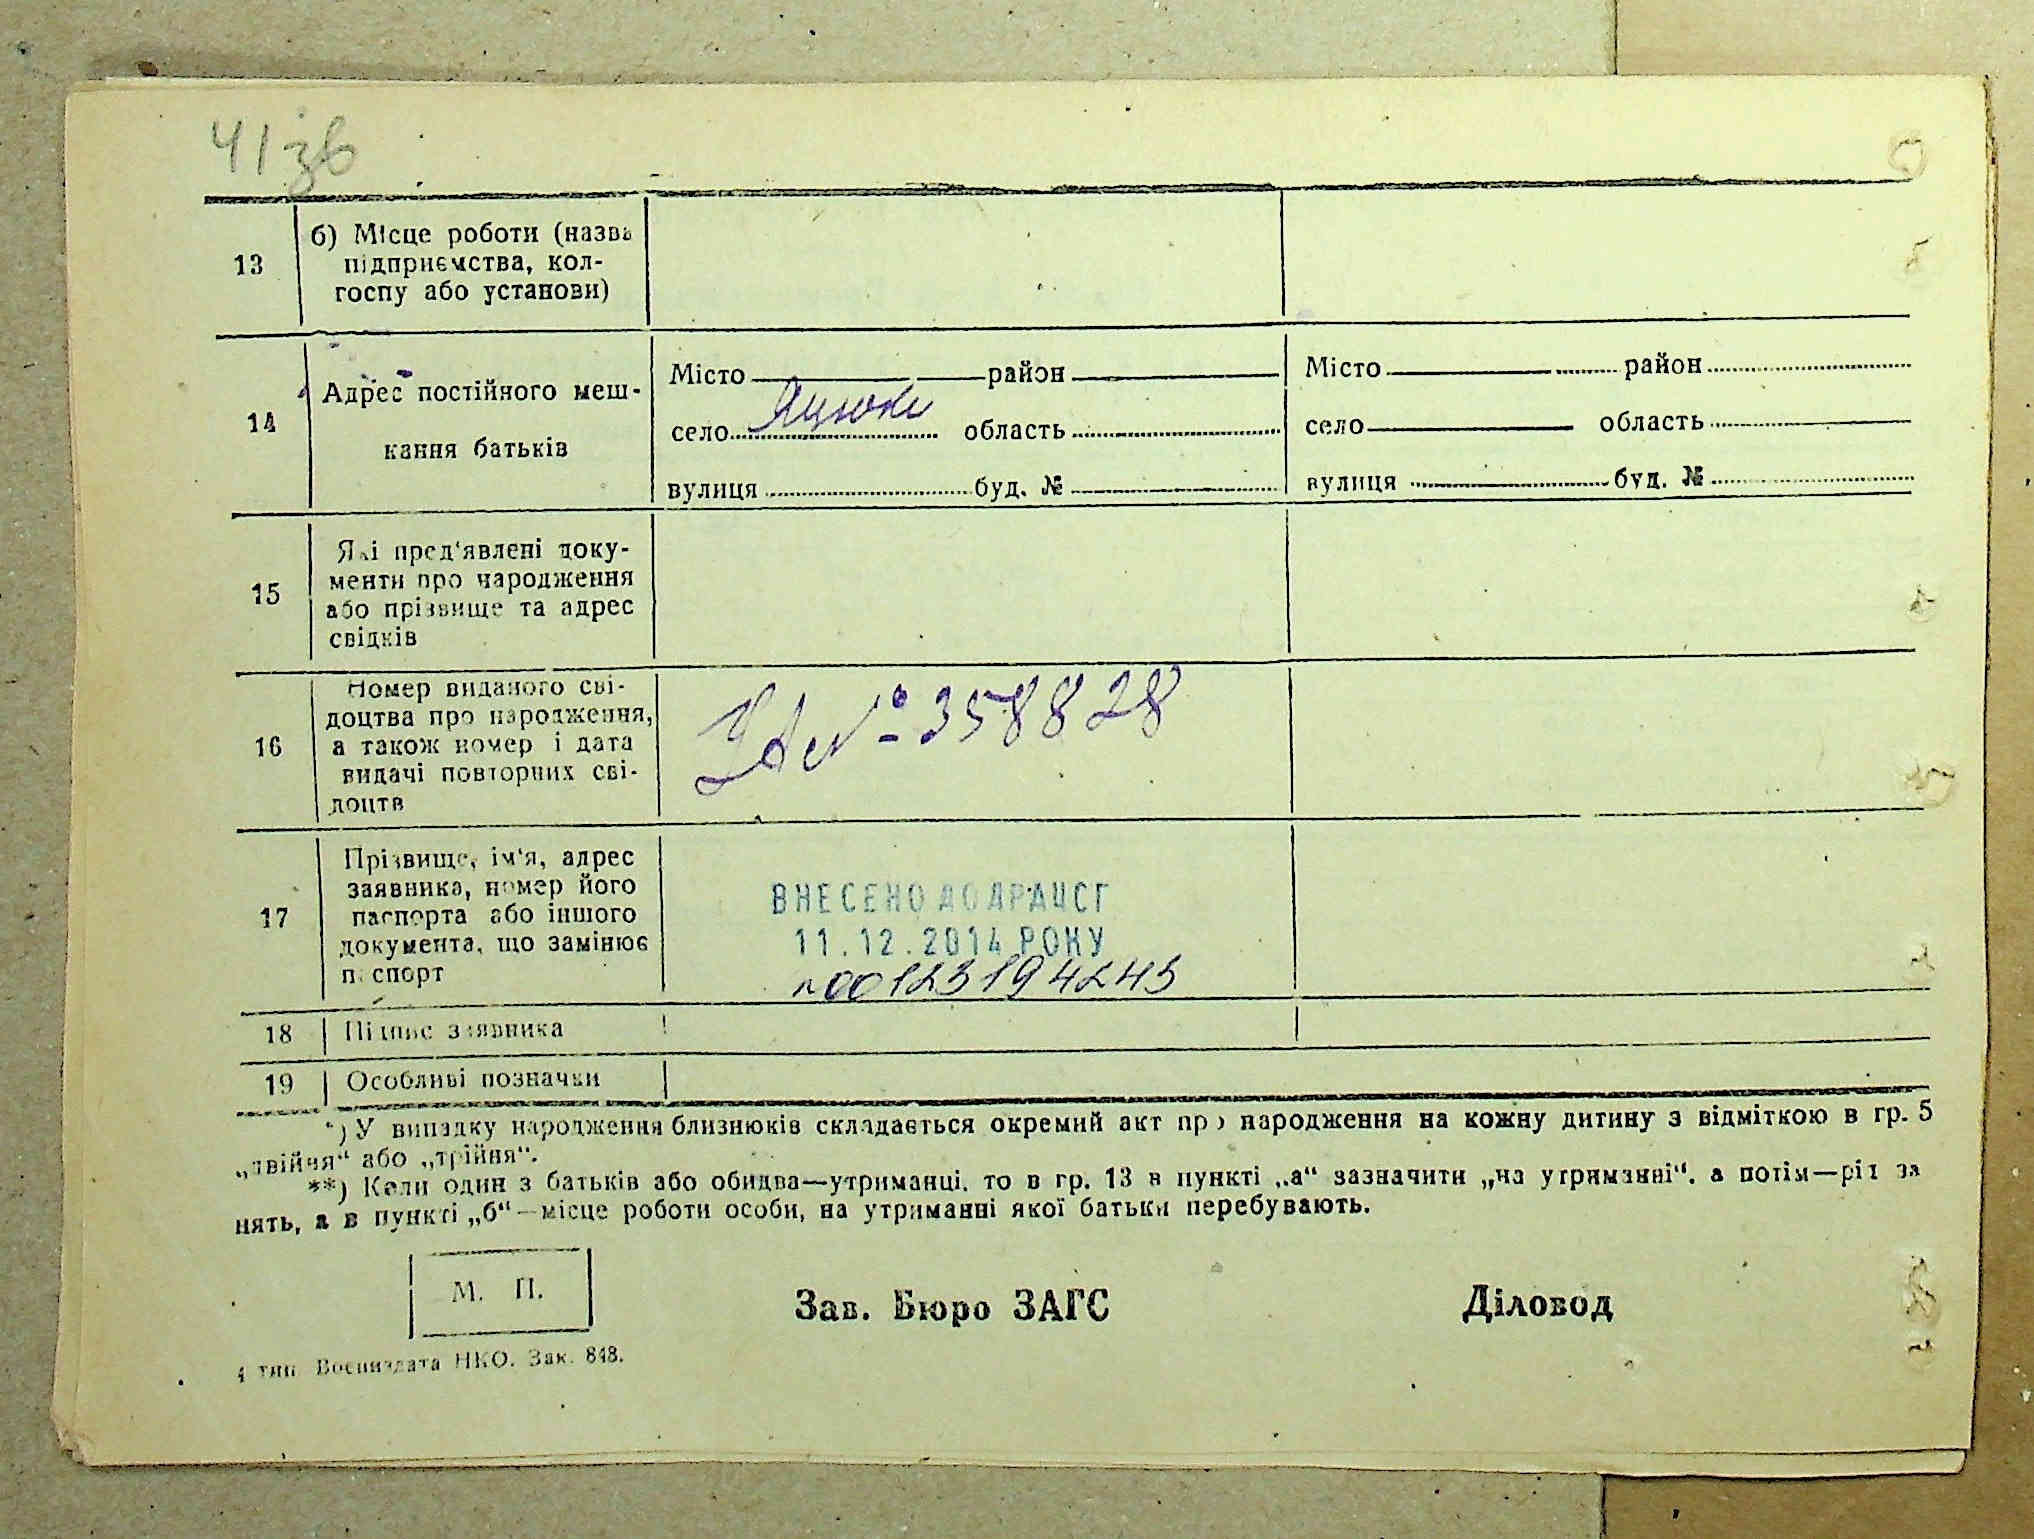 41зв
13
б) Місце роботи (назва
підприємства, кол-
госпу або установи)
14
Адрес постійного меш-
кання батьків
Місто район
село Яцюки область
вулиця буд. №
Місто район
село область
вулиця буд. №
15
Які пред'явлені доку-
менти про народження
або прізвище та адрес
свідків
16
Номер виданого сві-
доцтва про народження,
а також номер і дата
видачі повторних сві-
доцтв
№ 358828
17
Прізвище, ім'я, адрес
заявника, номер його
паспорта або іншого
документа, що замінює
паспорт
ВНЕСЕНО ДО ДРАЦСГ
11.12.2014 РОКУ
00123194245
18
Підпис заявника
19
Особливі позначки
*) У випадку народження близнюків складається окремий акт про народження на кожну дитину з відміткою в гр. 5
„двійня“ або „трійня“.
**) Коли один з батьків або обидва—утриманці, то в гр. 13 в пункті „а“ зазначити „на утриманні“, а потім—рід за
нять, а в пункті „б“—місце роботи особи, на утриманні якої батьки перебувають.
М. П.
Зав. Бюро ЗАГС
Діловод
4 тип. Воениздата НКО. Зак. 848.